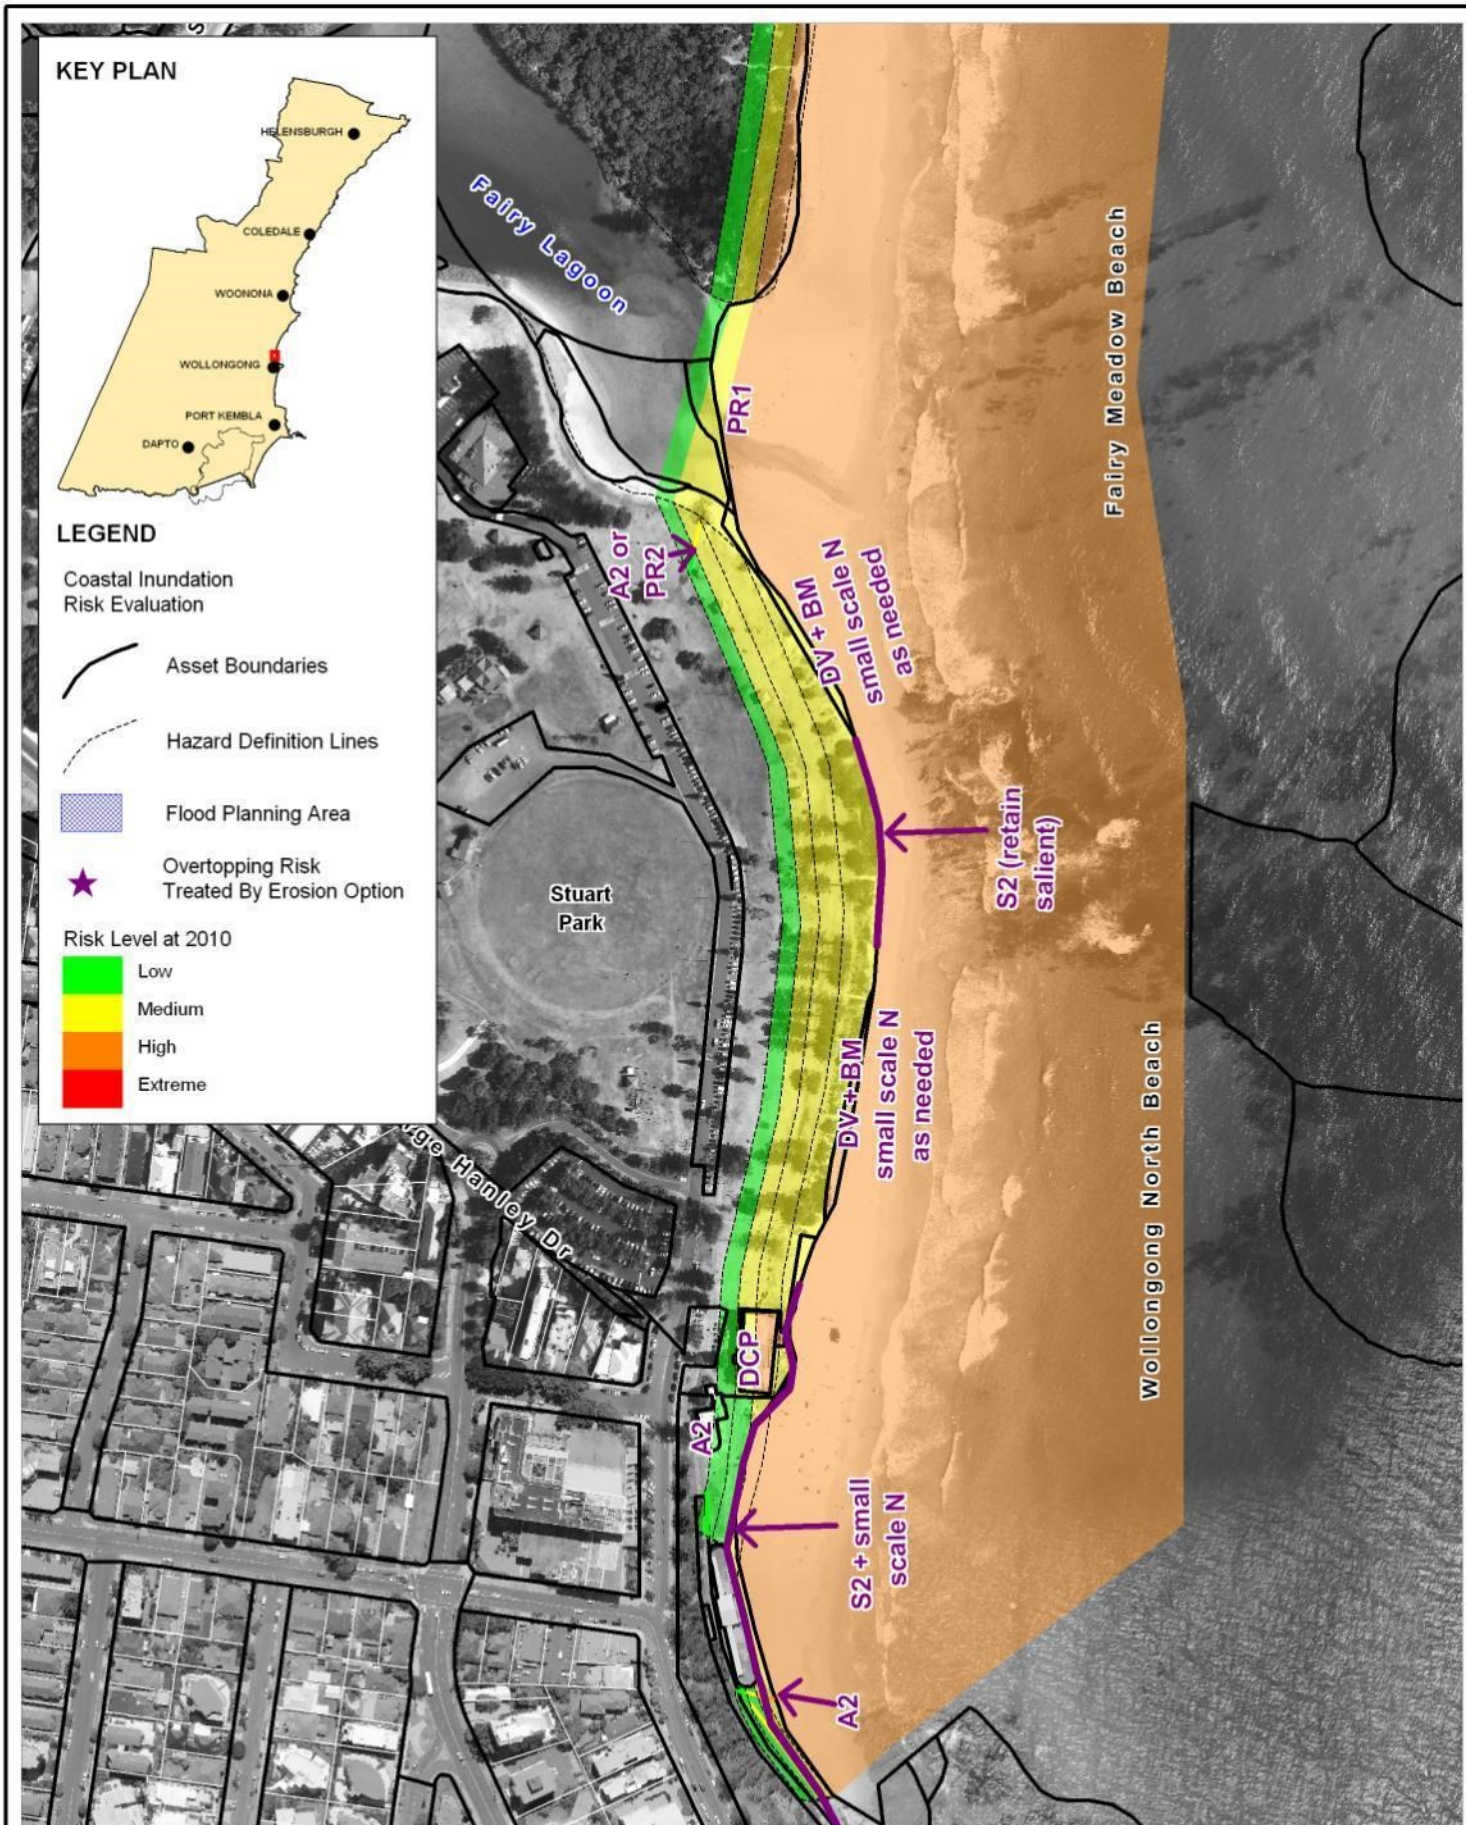 S
KEY PLAN
HELENSBURGH
COLEDALE
WOONONA
WOLLONGONG
PORT KEMBLA
DAPTO
LEGEND
Coastal Inundation
Risk Evaluation
Asset Boundaries
Hazard Definition Lines
Flood Planning Area
Overtopping Risk
Treated By Erosion Option
Risk Level at 2010
Low
Medium
High
Extreme
Fairy Lagoon
PR1
Fairy Meadow Beach
A2 or
PR2
DV + BM
small scale N
as needed
S2 (retain
salient)
Stuart
Park
DV + BM
small scale N
as needed
Wollongong North Beach
rge Hanley Dr
DCP
A2
S2 + small
scale N
A2